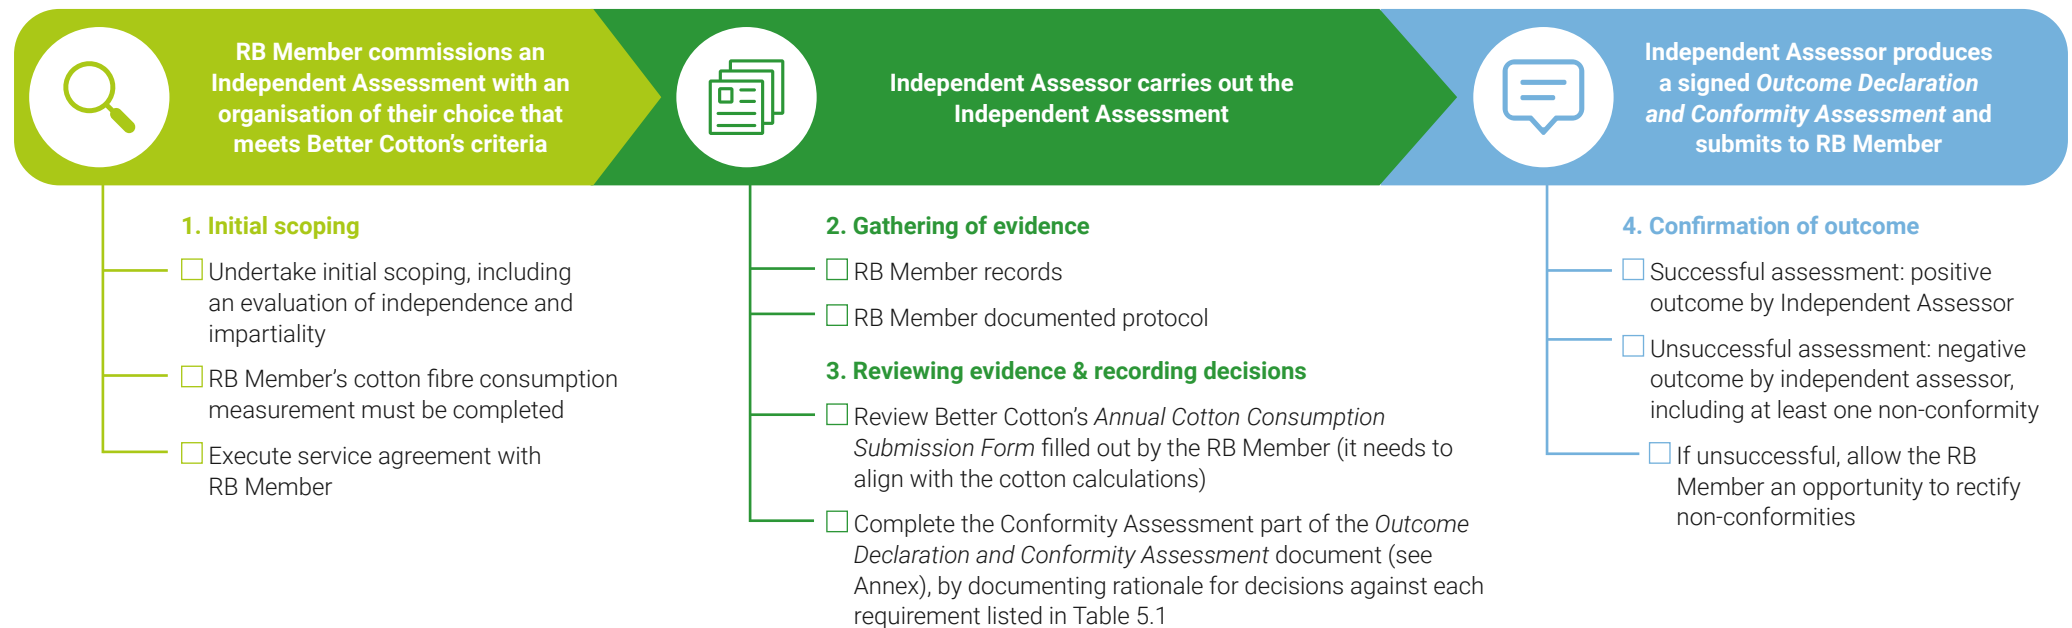 RB Member commissions an
Independent Assessment with an
organisation of their choice that
meets Better Cotton's criteria
Independent Assessor carries out the
Independent Assessment
Independent Assessor produces
a signed Outcome Declaration
and Conformity Assessment and
submits to RB Member
1. Initial scoping
Undertake initial scoping, including
an evaluation of independence and
impartiality
RB Member's cotton fibre consumption
measurement must be completed
Execute service agreement with
RB Member
2. Gathering of evidence
RB Member records
RB Member documented protocol
3. Reviewing evidence & recording decisions
Review Better Cotton's Annual Cotton Consumption
Submission Form filled out by the RB Member (it needs to
align with the cotton calculations)
Complete the Conformity Assessment part of the Outcome
Declaration and Conformity Assessment document (see
Annex), by documenting rationale for decisions against each
requirement listed in Table 5.1
4. Confirmation of outcome
Successful assessment: positive
outcome by Independent Assessor
Unsuccessful assessment: negative
outcome by independent assessor,
including at least one non-conformity
If unsuccessful, allow the RB
Member an opportunity to rectify
non-conformities